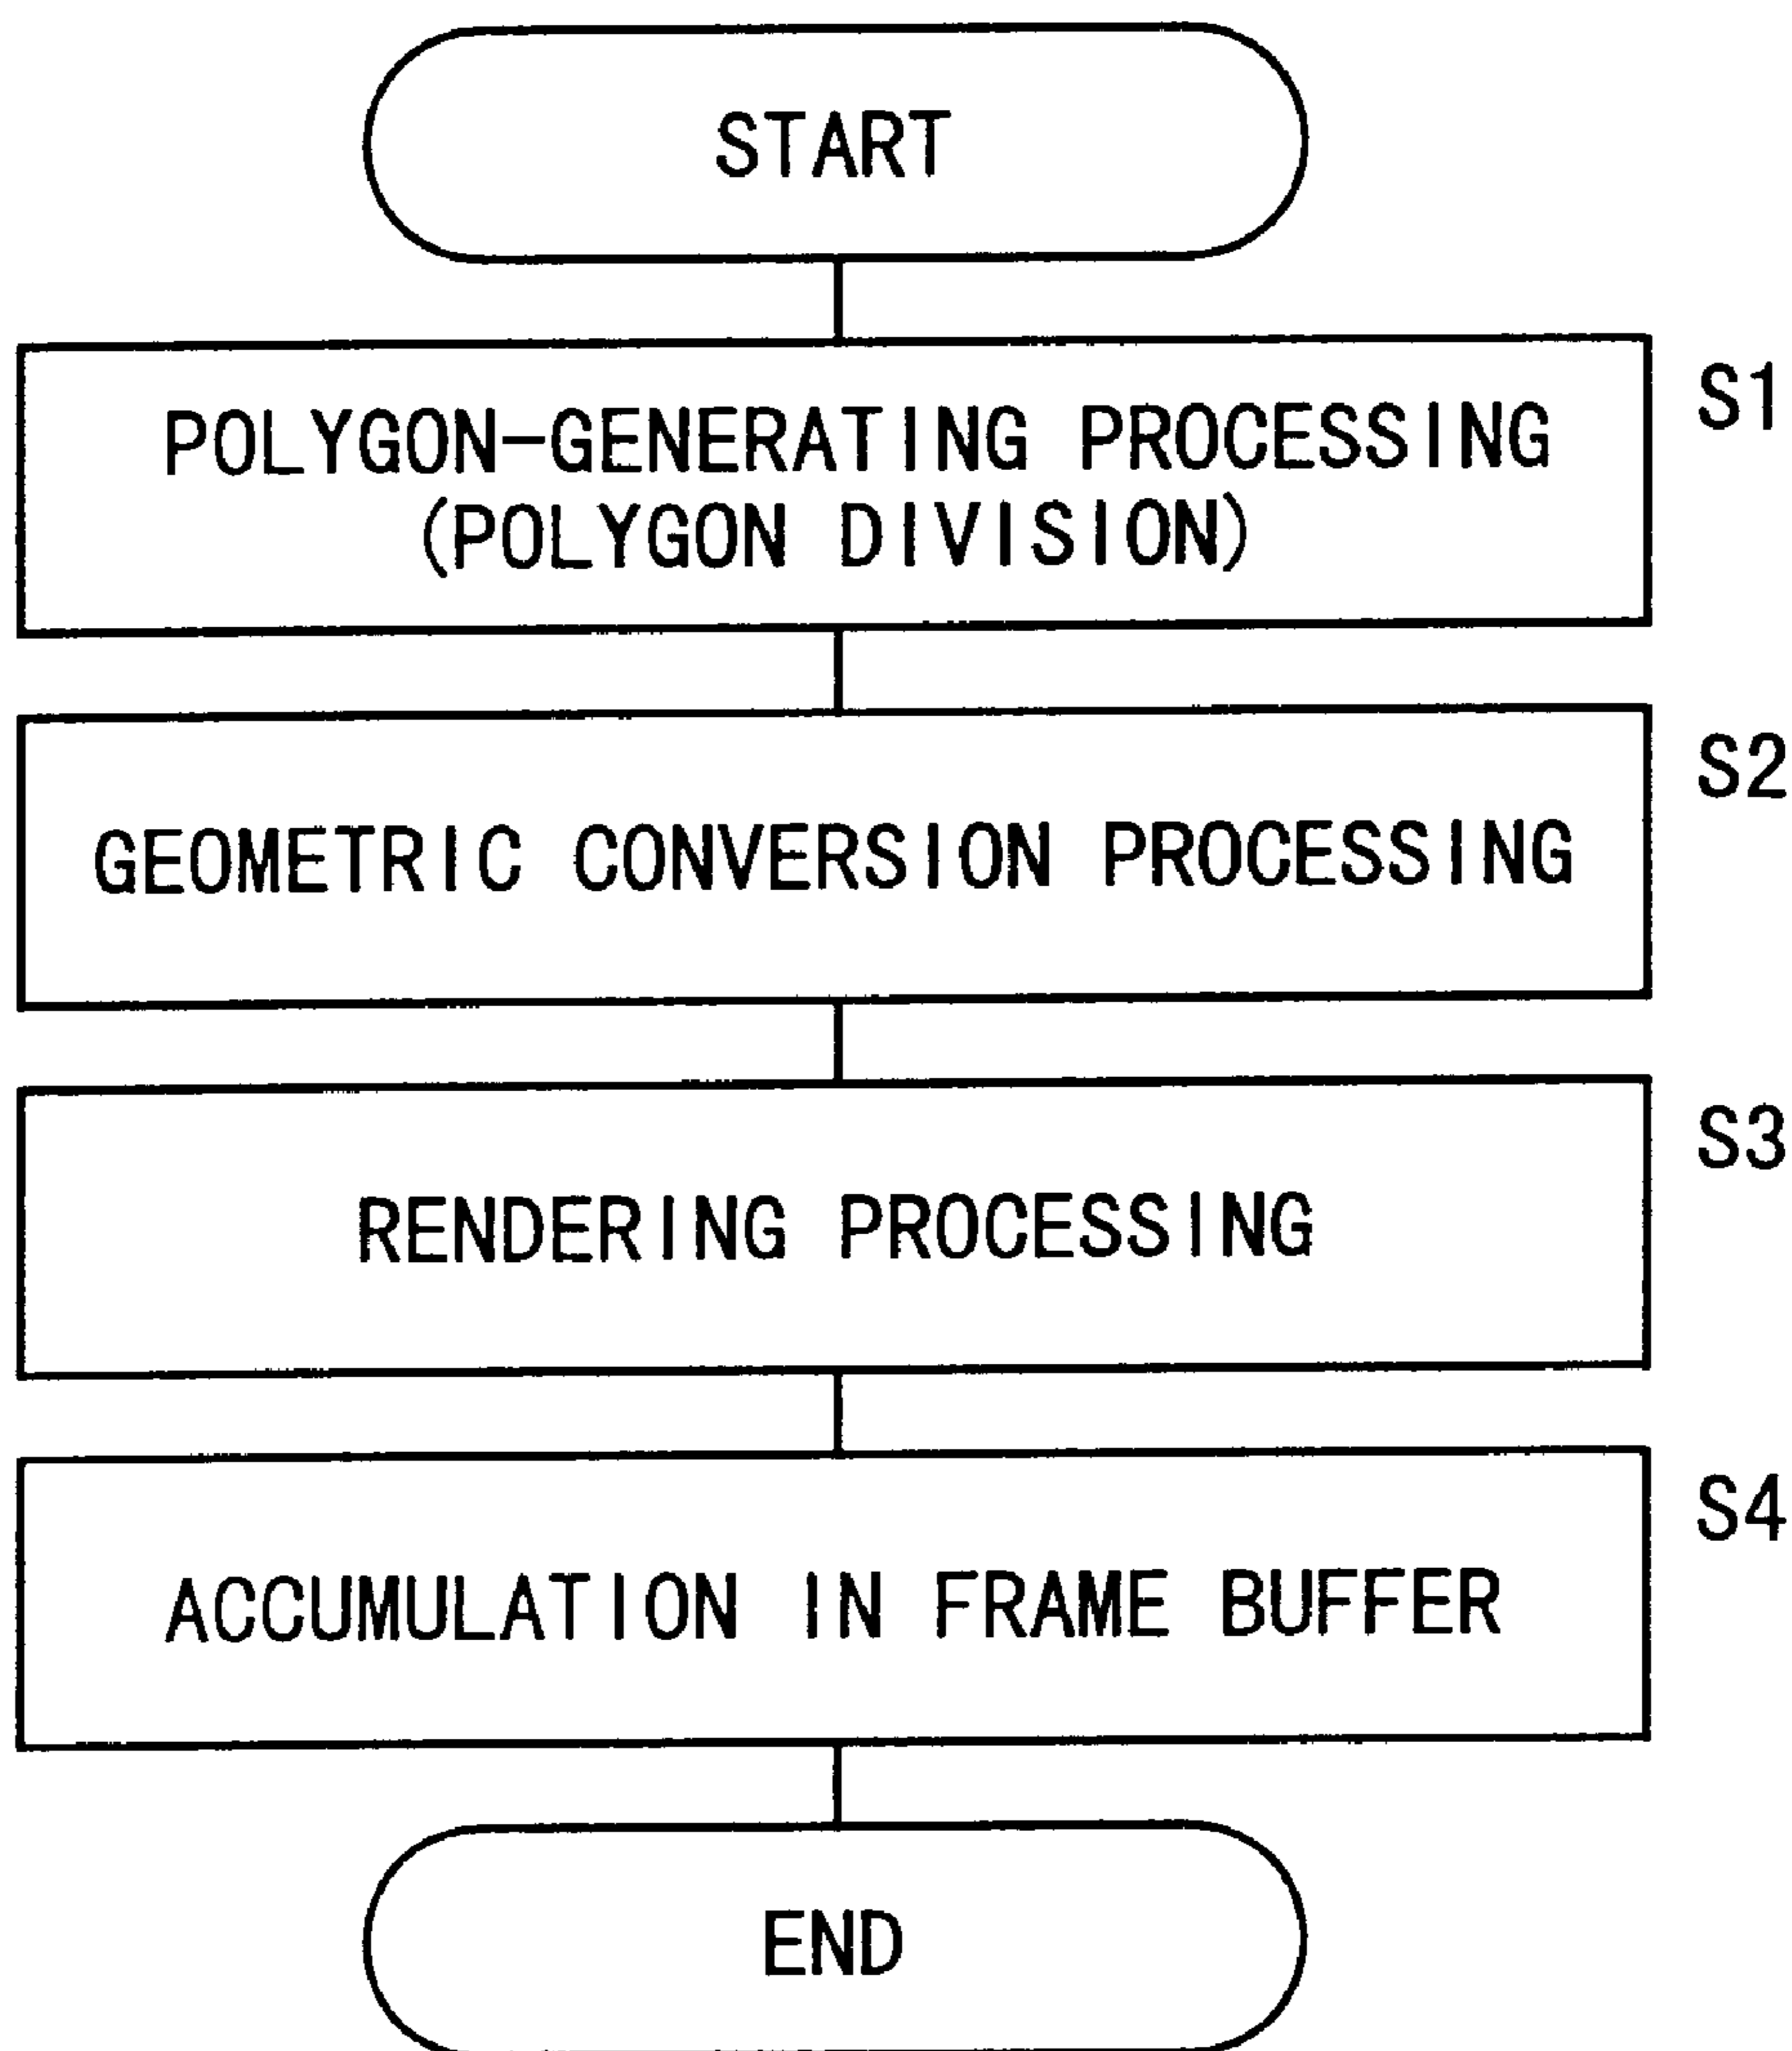 START
POLYGON-GENERATING PROCESSING
(POLYGON DIVISION)
S1
GEOMETRIC CONVERSION PROCESSING
S2
RENDERING PROCESSING
S3
ACCUMULATION IN FRAME BUFFER
S4
END